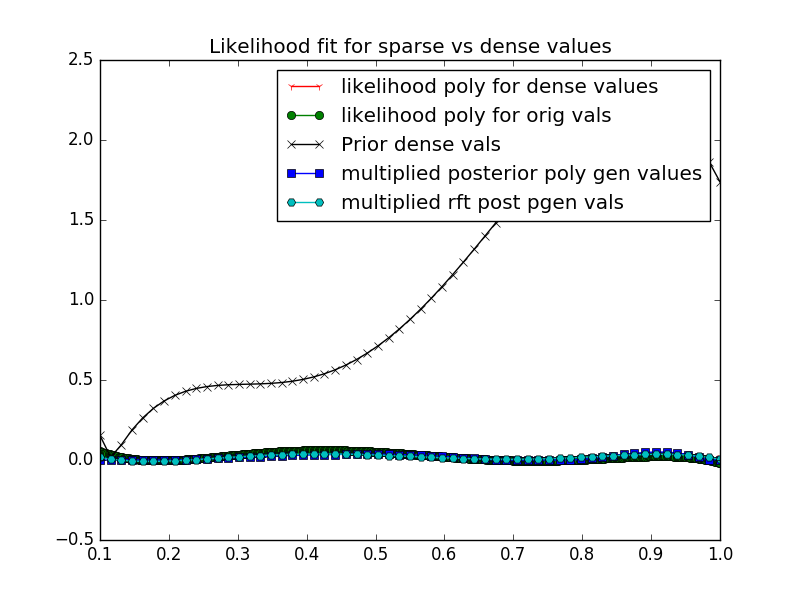 Likelihood fit for sparse vs dense values
2.5
2.0
1.5
1.0
0.5
0.0
−0.5
likelihood poly for dense values
likelihood poly for orig vals
Prior dense vals
multiplied posterior poly gen values
multiplied rft post pgen vals
0.1 0.2 0.3 0.4 0.5 0.6 0.7 0.8 0.9 1.0